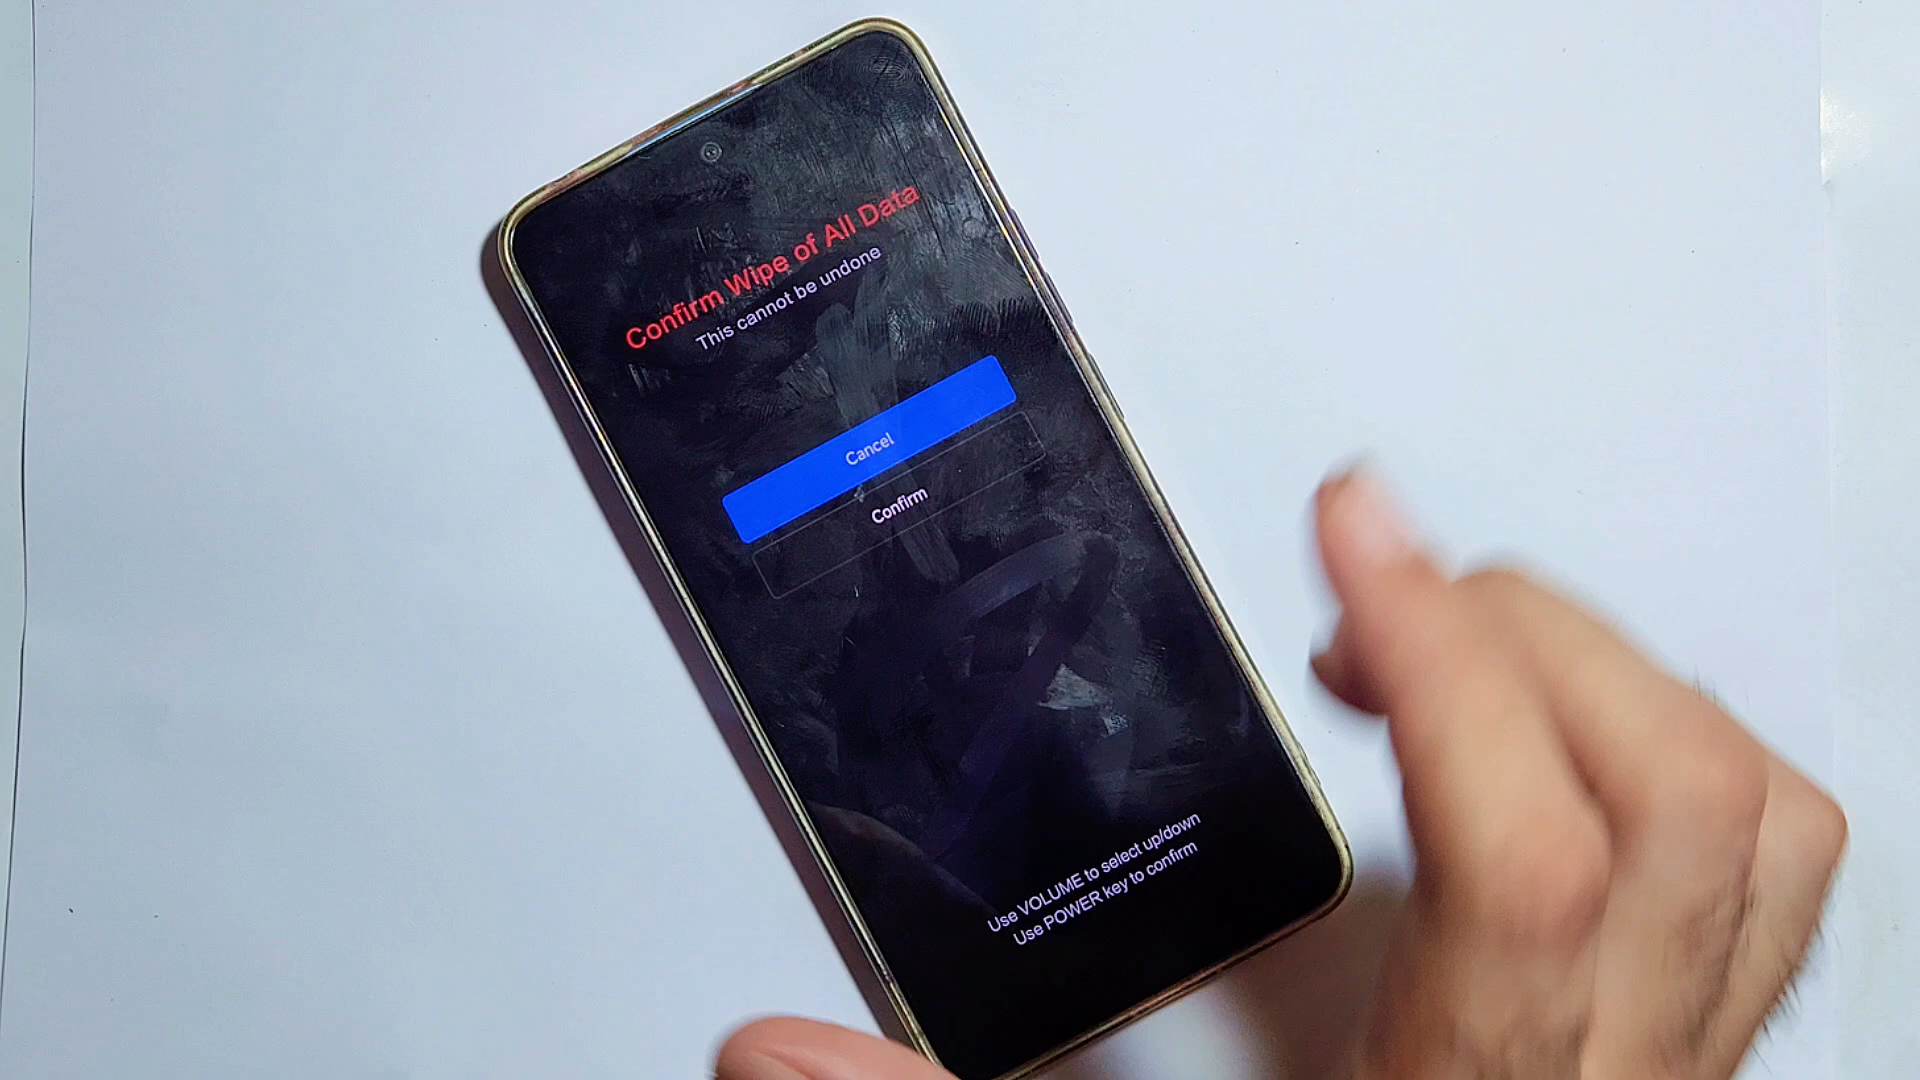 Confirm Wipe of All Data
This cannot be undone
Cancel
Confirm
Use VOLUME to select up/down
Use POWER key to confirm